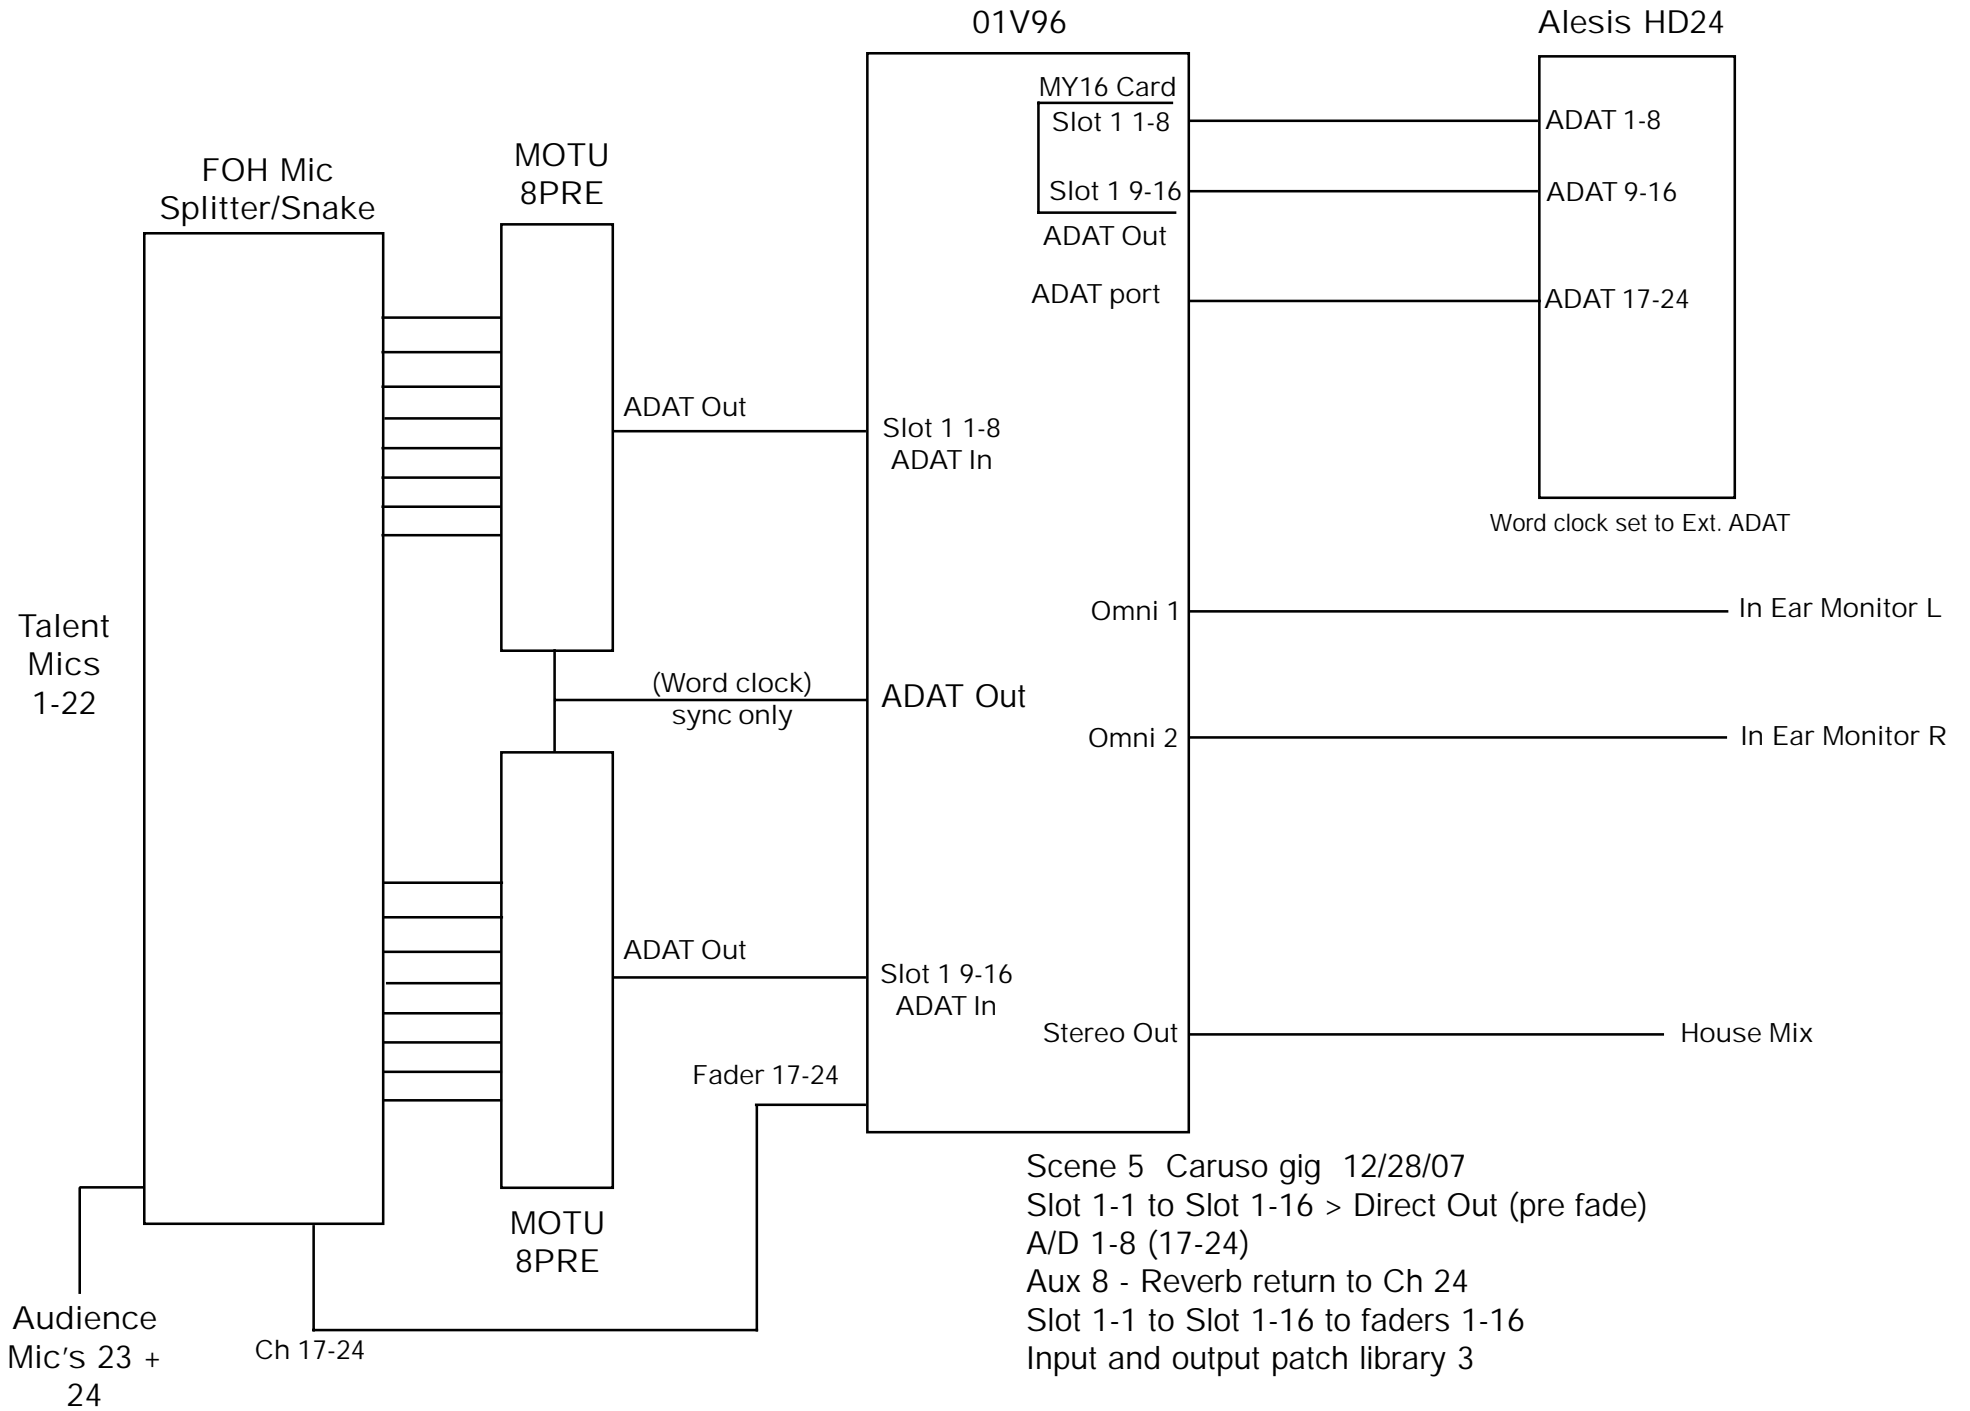 01V96
Alesis HD24
MY16 Card
Slot 1 1-8
ADAT 1-8
MOTU
8PRE
FOH Mic
Splitter/Snake
Slot 1 9-16
ADAT 9-16
ADAT Out
ADAT port
ADAT 17-24
ADAT Out
Slot 1 1-8
ADAT In
Word clock set to Ext. ADAT
Talent
Mics
1-22
Omni 1
In Ear Monitor L
(Word clock)
sync only
ADAT Out
Omni 2
In Ear Monitor R
ADAT Out
Slot 1 9-16
ADAT In
Stereo Out
House Mix
Fader 17-24
MOTU
8PRE
Audience
Mic's 23 +
24
Ch 17-24
Scene 5  Caruso gig  12/28/07
Slot 1-1 to Slot 1-16 > Direct Out (pre fade)
A/D 1-8 (17-24)
Aux 8 - Reverb return to Ch 24
Slot 1-1 to Slot 1-16 to faders 1-16
Input and output patch library 3